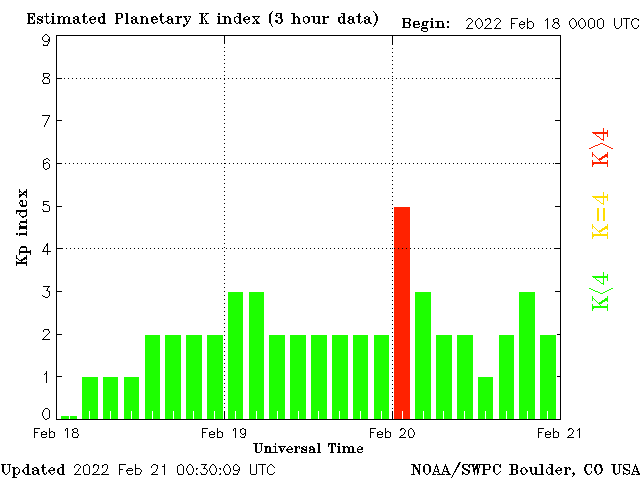 Estimated Planetary K index (3 hour data) Begin: 2022 Feb 18 0000 UTC
9
8
7
6
5
4
3
2
1
0
Kp index
K>4
K=4
K<4
Feb 18 Feb 19 Feb 20 Feb 21
Universal Time
Updated 2022 Feb 21 00:30:09 UTC NOAA/SWPC Boulder, CO USA